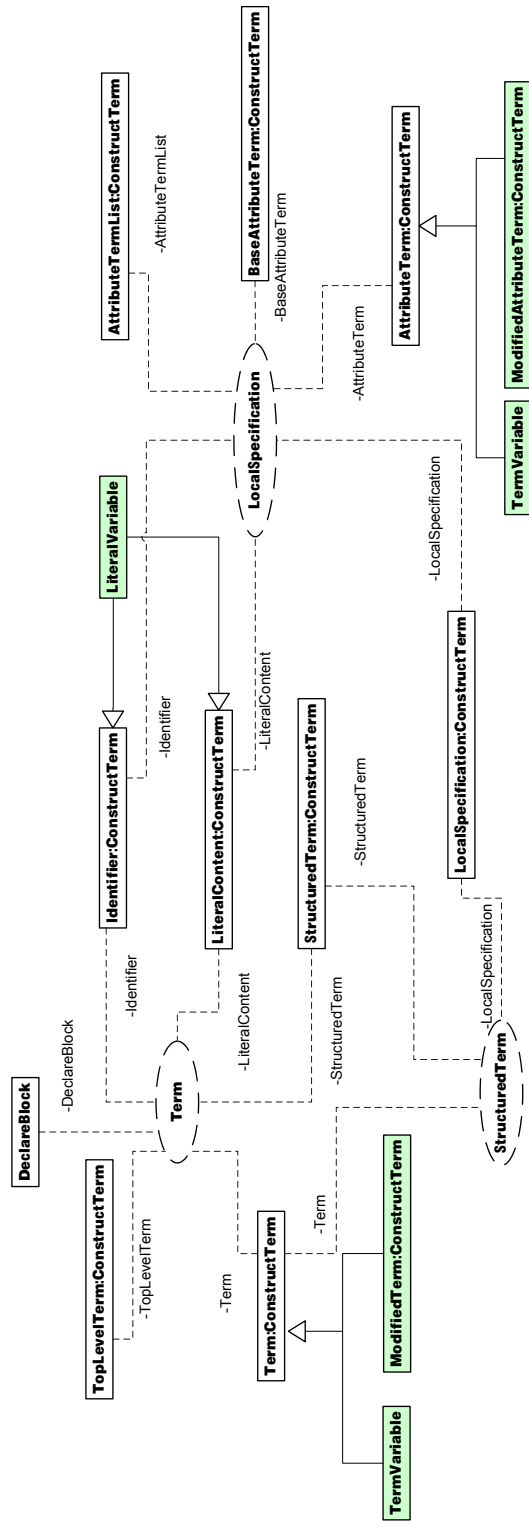 DeclareBlock
-DeclareBlock
TopLevelTerm:ConstructTerm
-TopLevelTerm
Term
-Identifier
Identifier:ConstructTerm
-Identifier
LiteralVariable
AttributeTermList:ConstructTerm
-AttributeTermList
-LiteralContent
LiteralContent:ConstructTerm
-LiteralContent
LocalSpecification
BaseAttributeTerm:ConstructTerm
-BaseAttributeTerm
-Term
Term:ConstructTerm
-Term
-StructuredTerm
StructuredTerm:ConstructTerm
-StructuredTerm
-AttributeTerm
AttributeTerm:ConstructTerm
TermVariable
ModifiedTerm:ConstructTerm
StructuredTerm
-LocalSpecification
LocalSpecification:ConstructTerm
-LocalSpecification
TermVariable
ModifiedAttributeTerm:ConstructTerm